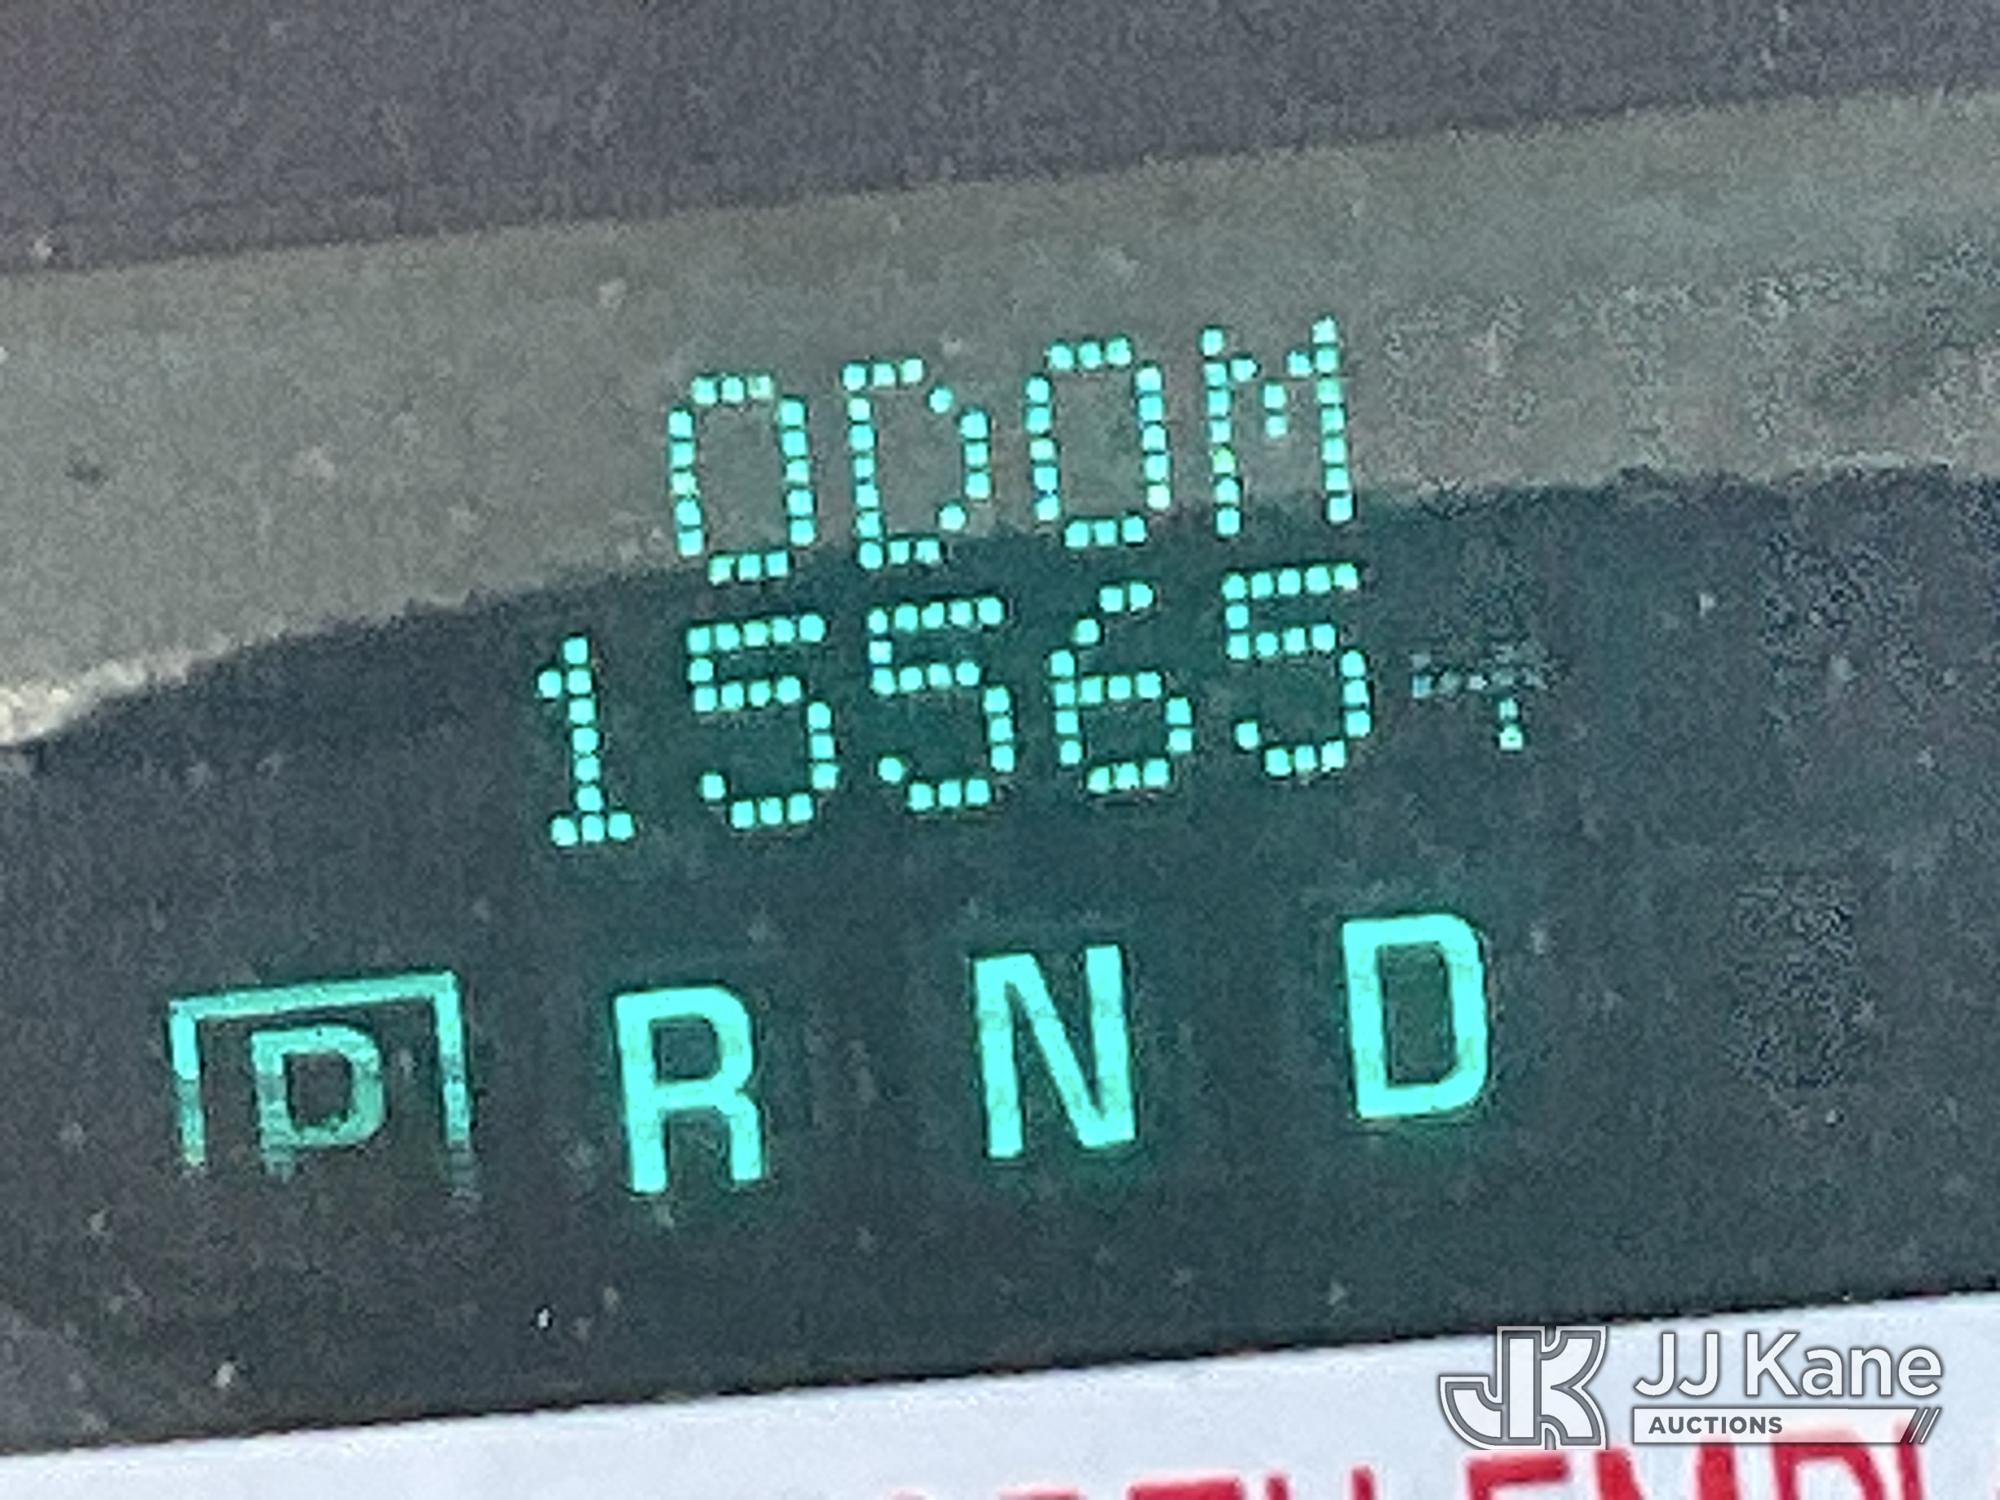 ODOM
15565
P R N D
JJ Kane
AUCTIONS